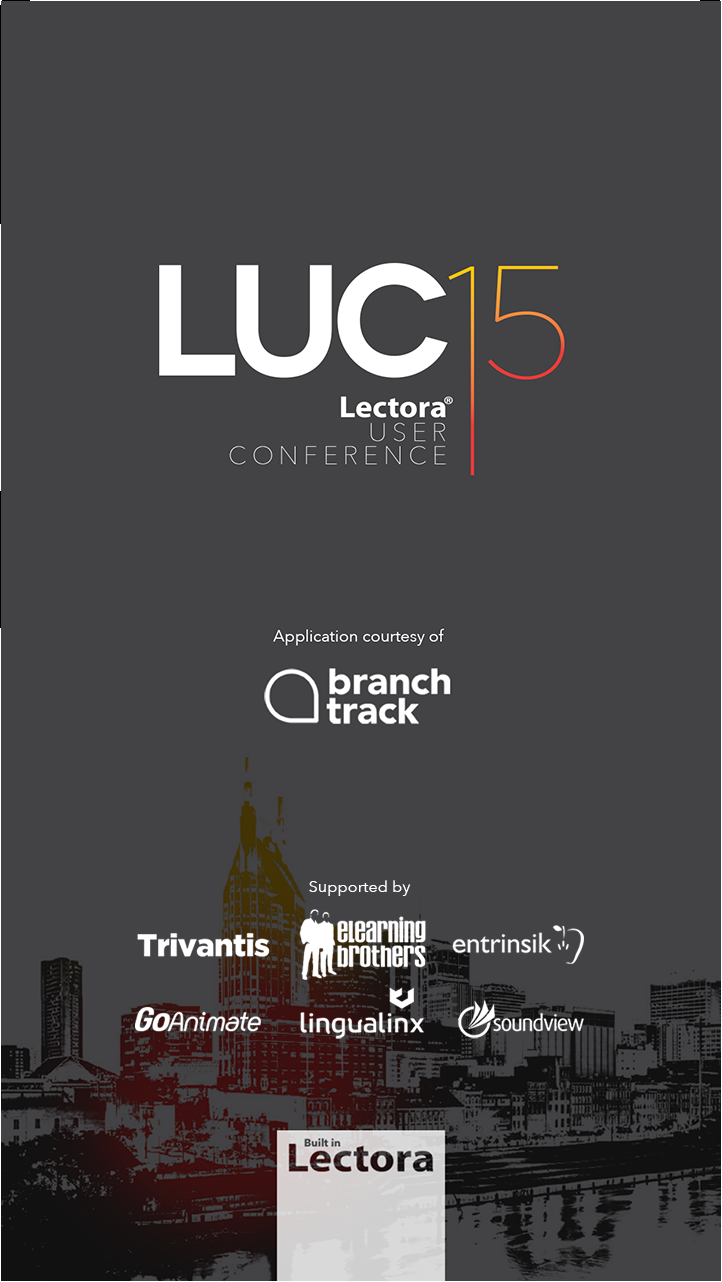 LUC15
Lectora®
USER
CONFERENCE
Application courtesy of
branch
track
Supported by
Trivantis
eLearning
brothers
entrinsik
GoAnimate
lingualinx
soundview
Built in
Lectora